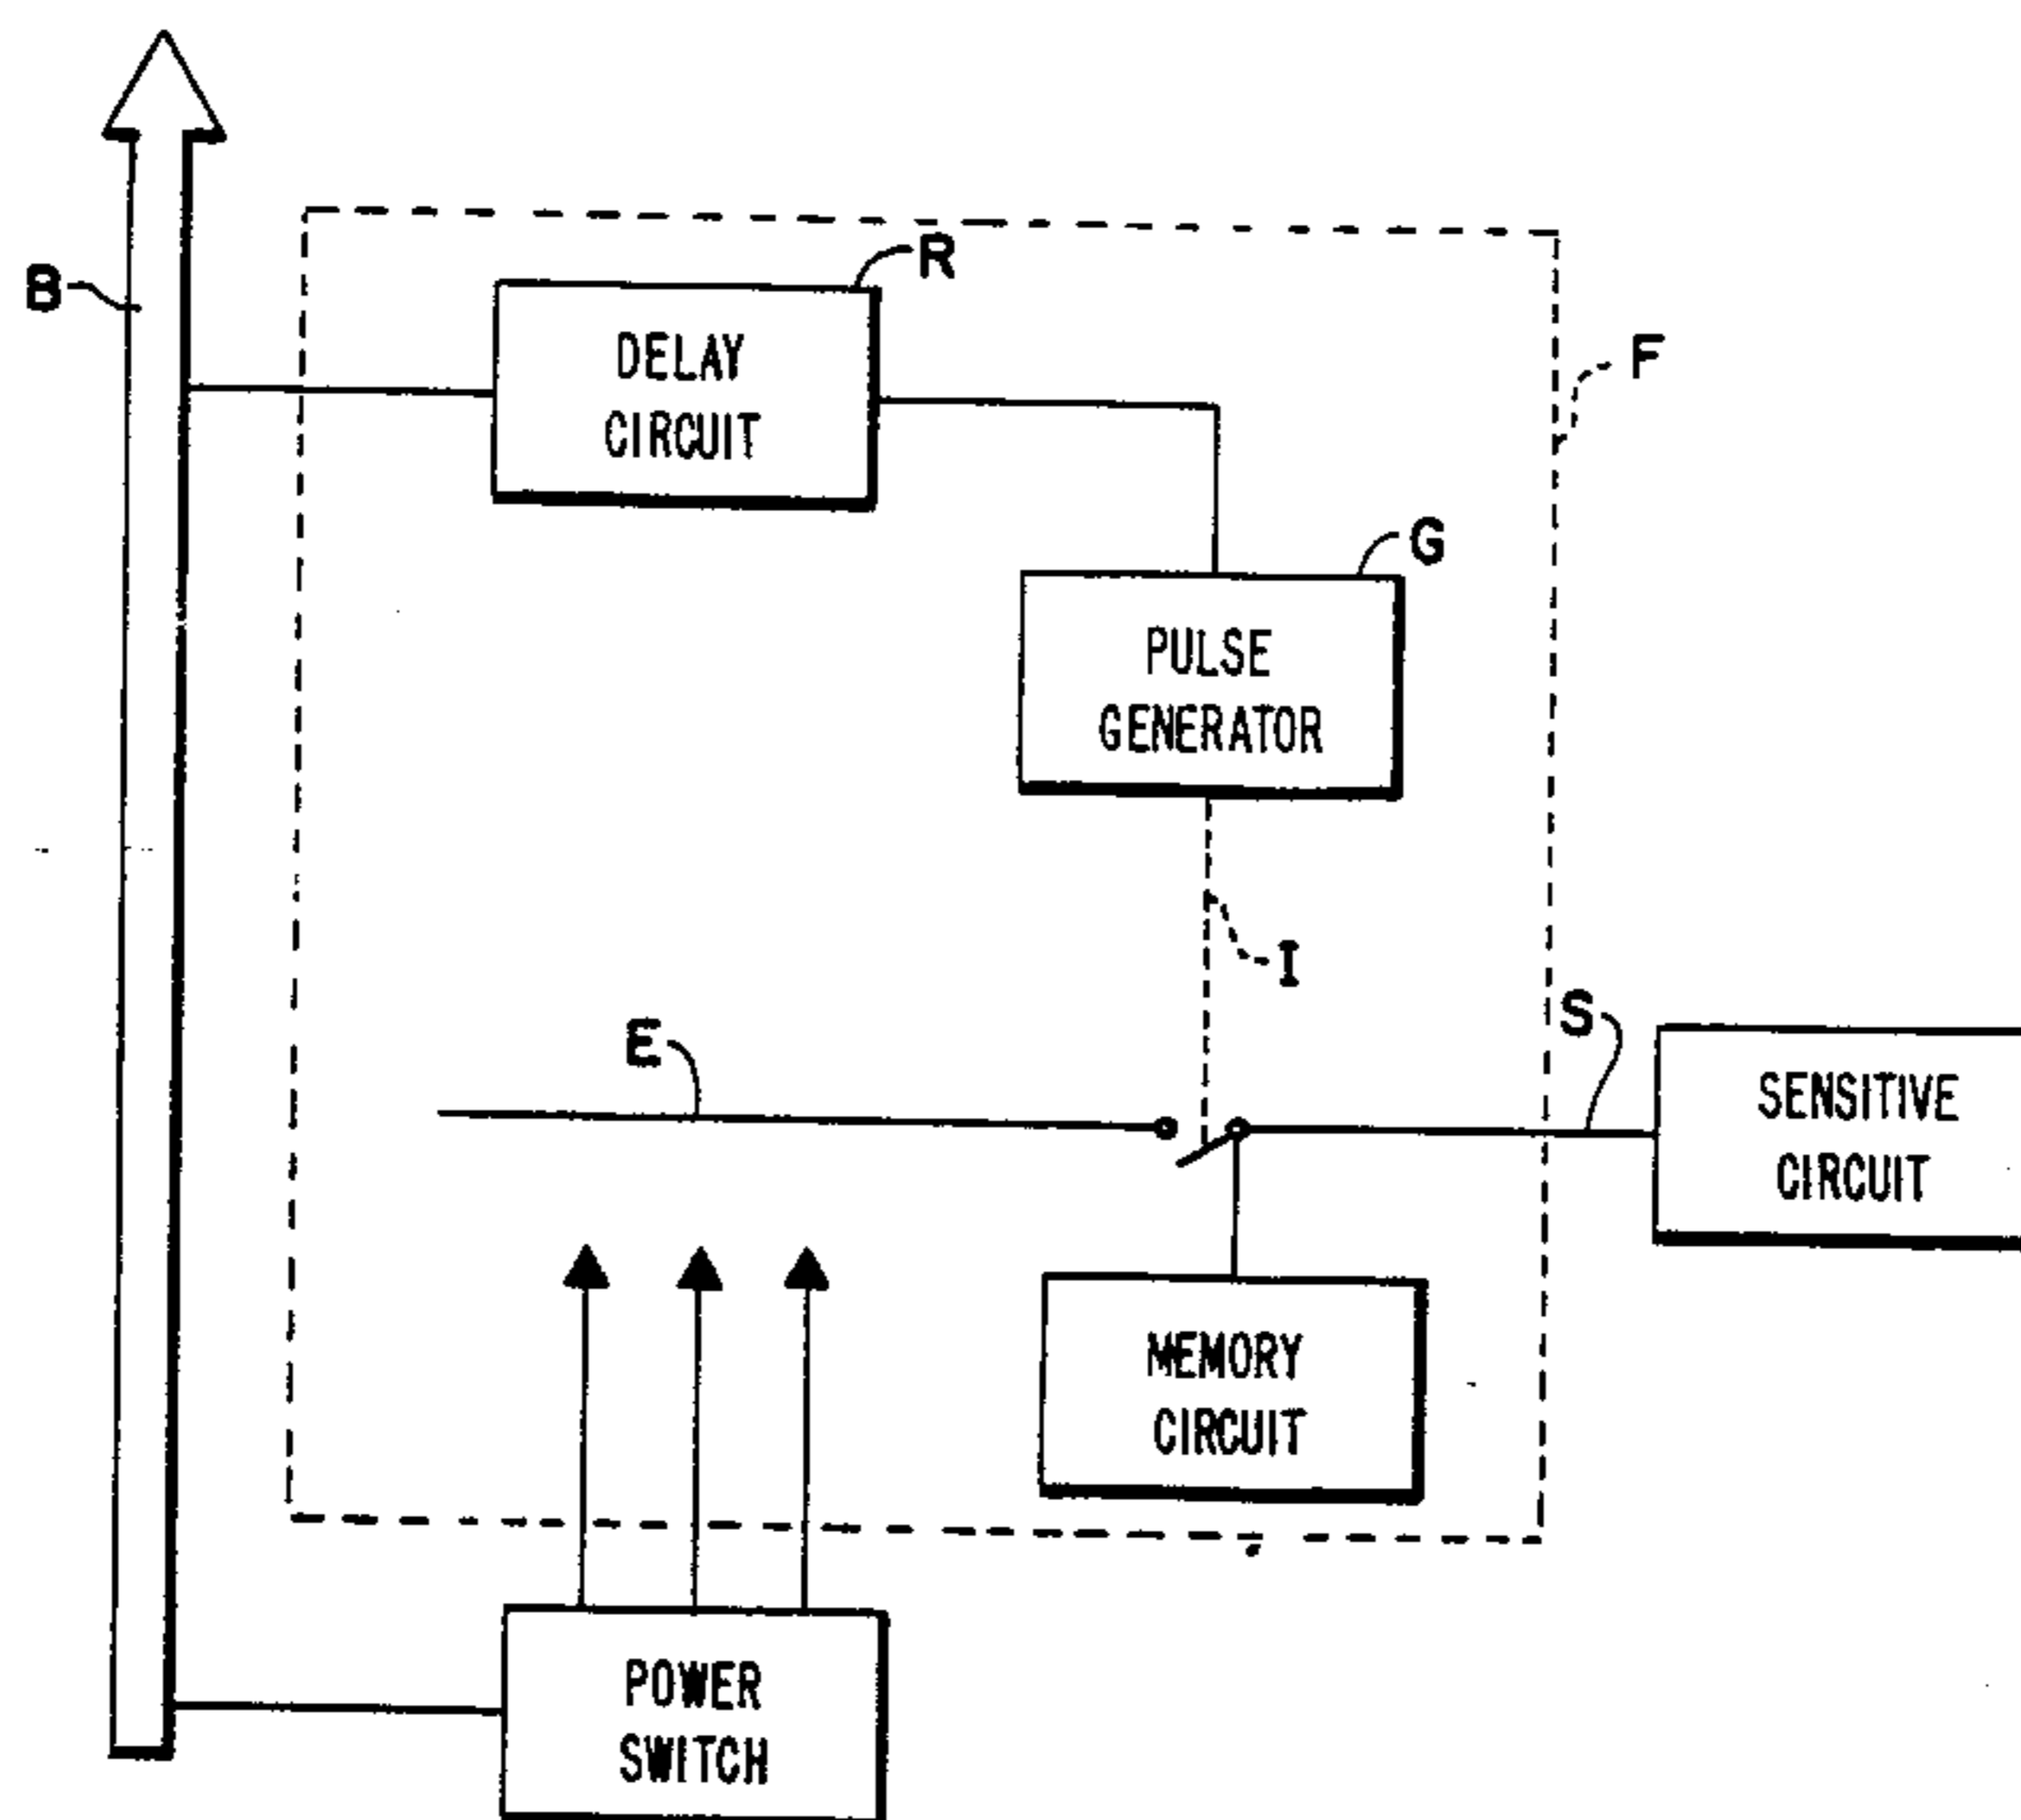 R
B
DELAY
CIRCUIT
F
G
PULSE
GENERATOR
I
E
S
SENSITIVE
CIRCUIT
MEMORY
CIRCUIT
POWER
SWITCH